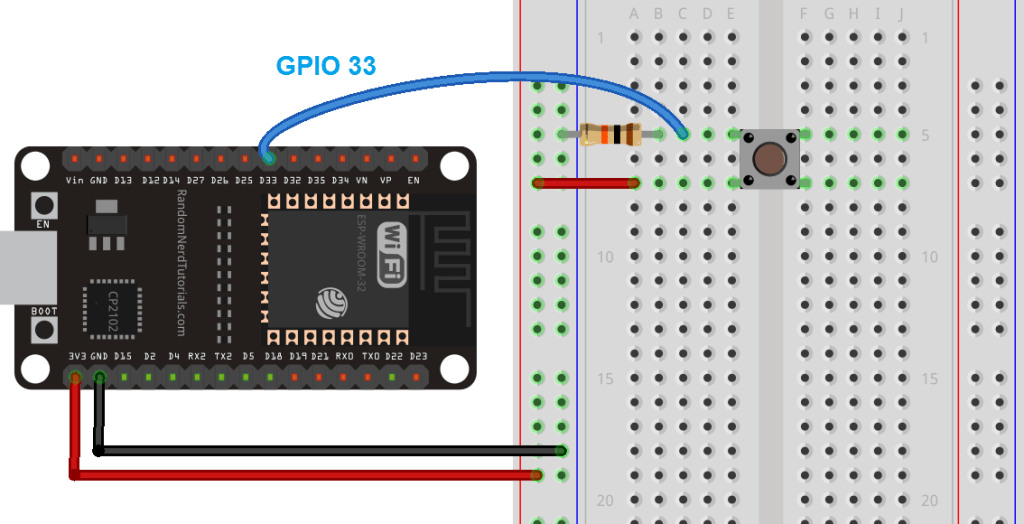 A B C D E F G H I J
1 1
GPIO 33
5 5
Vin GND D13 D12 D14 D27 D26 D25 D33 D32 D35 D34 VN VP EN
EN
RandomNerdTutorials.com
ESP-WROOM-32
WiFi
10 10
CP2102
BOOT
3V3 GND D15 D2 D4 RX2 TX2 D5 D18 D19 D21 RX0 TX0 D22 D23
15 15
20 20